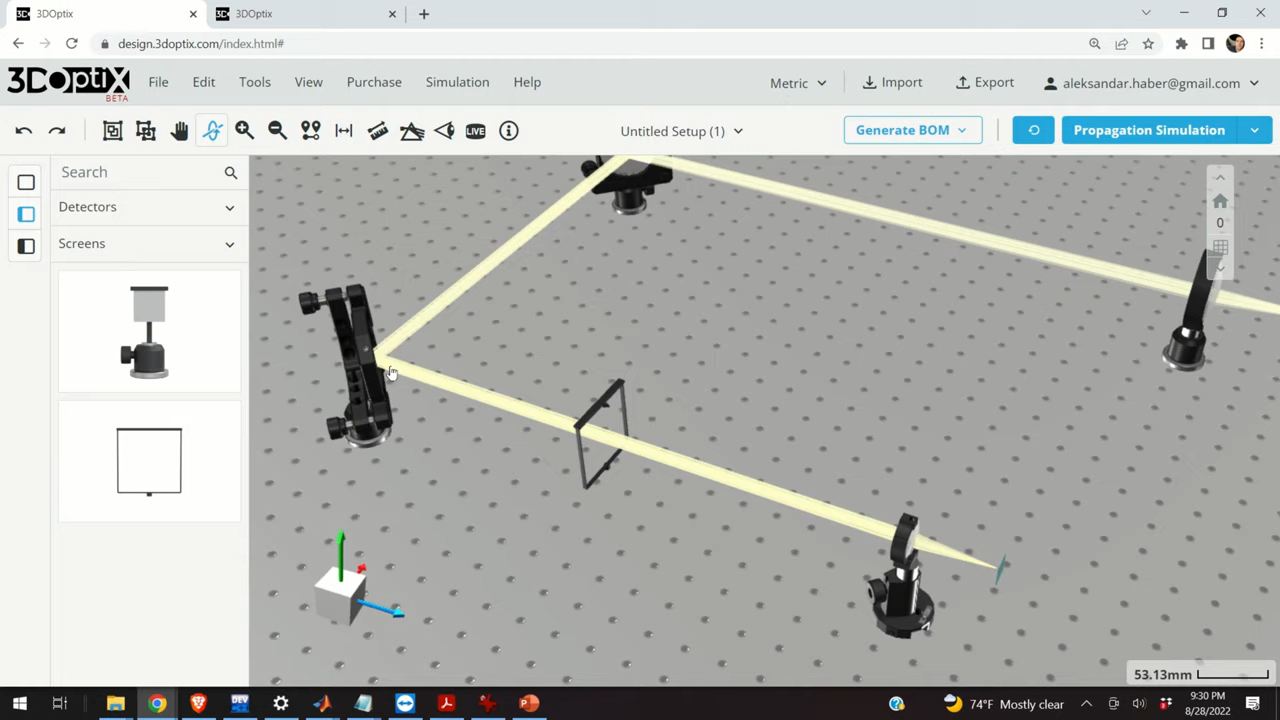 3DOptix
3DOptix
design.3doptix.com/index.html#
3DOptiX
BETA
File
Edit
Tools
View
Purchase
Simulation
Help
Metric
Import
Export
aleksandar.haber@gmail.com
LIVE
Untitled Setup (1)
Generate BOM
Propagation Simulation
Search
Detectors
Screens
0
53.13mm
DEV
74°F Mostly clear
9:30 PM
8/28/2022